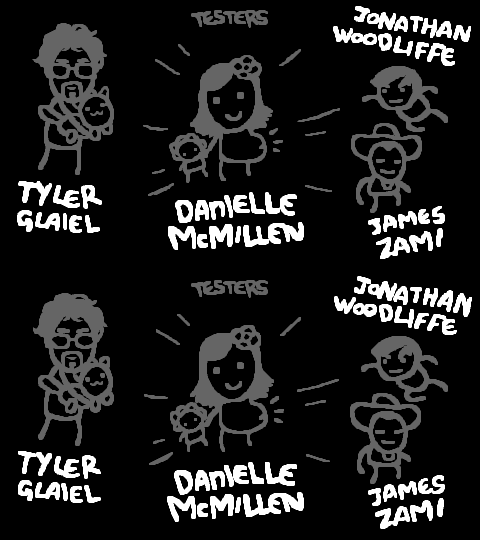 TESTERS
JONATHAN
WOODLIFFE
TYLER
GLAIEL
DANIELLE
MCMILLEN
JAMES
ZAMI
TESTERS
JONATHAN
WOODLIFFE
TYLER
GLAIEL
DANIELLE
MCMILLEN
JAMES
ZAMI